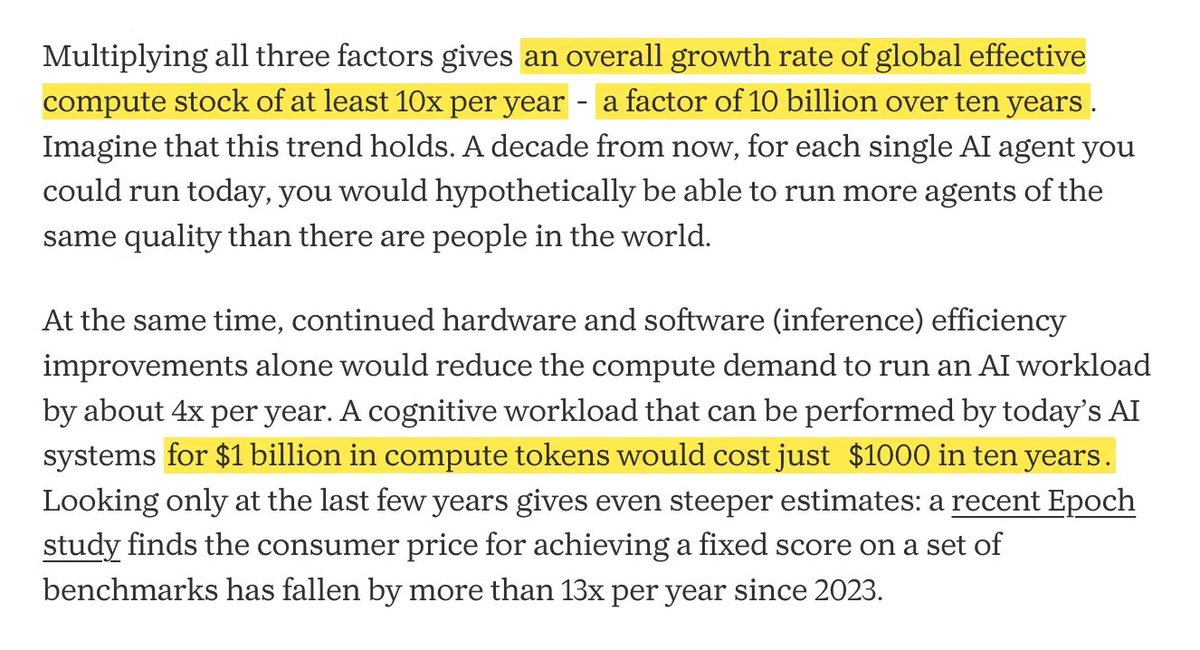 Multiplying all three factors gives an overall growth rate of global effective
compute stock of at least 10x per year - a factor of 10 billion over ten years.
Imagine that this trend holds. A decade from now, for each single AI agent you
could run today, you would hypothetically be able to run more agents of the
same quality than there are people in the world.
At the same time, continued hardware and software (inference) efficiency
improvements alone would reduce the compute demand to run an AI workload
by about 4x per year. A cognitive workload that can be performed by today’s AI
systems for $1 billion in compute tokens would cost just $1000 in ten years.
Looking only at the last few years gives even steeper estimates: a recent Epoch
study finds the consumer price for achieving a fixed score on a set of
benchmarks has fallen by more than 13x per year since 2023.